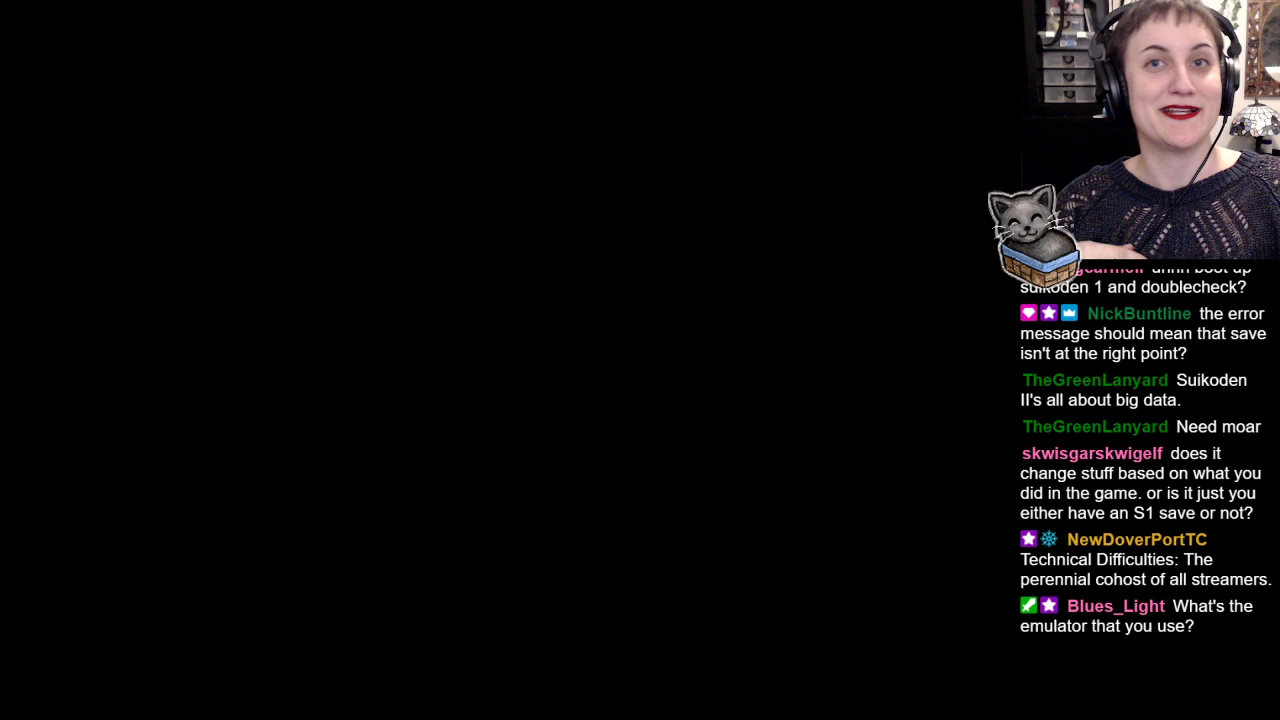 boot up
suikoden 1 and doublecheck?
NickBuntline the error
message should mean that save
isn't at the right point?
TheGreenLanyard Suikoden
II's all about big data.
TheGreenLanyard Need moar
skwisgarskwigelf does it
change stuff based on what you
did in the game. or is it just you
either have an S1 save or not?
NewDoverPortTC
Technical Difficulties: The
perennial cohost of all streamers.
Blues_Light What's the
emulator that you use?